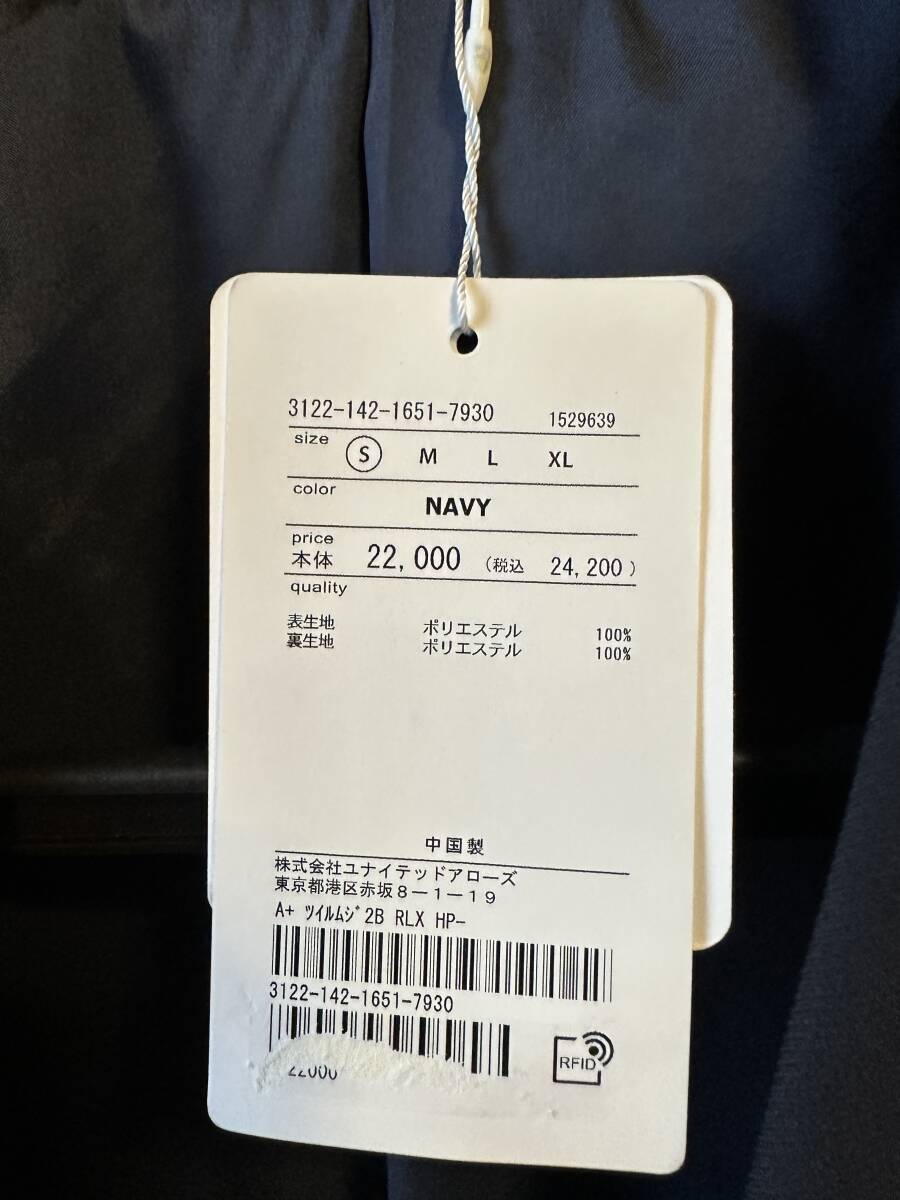 3122-142-1651-7930 1529639
size
S M L XL
color
NAVY
price
本体 22,000 (税込 24,200)
quality
表生地 ポリエステル 100%
裏生地 ポリエステル 100%
中国製
株式会社ユナイテッドアローズ
東京都港区赤坂8－1－19
A+ ﾂｲﾙﾑｼﾞ2B RLX HP-
3122-142-1651-7930
22000
RFID